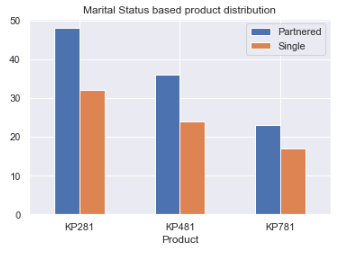 Marital Status based product distribution
50
40
30
20
10
0
Partnered
Single
KP281 KP481 KP781
Product